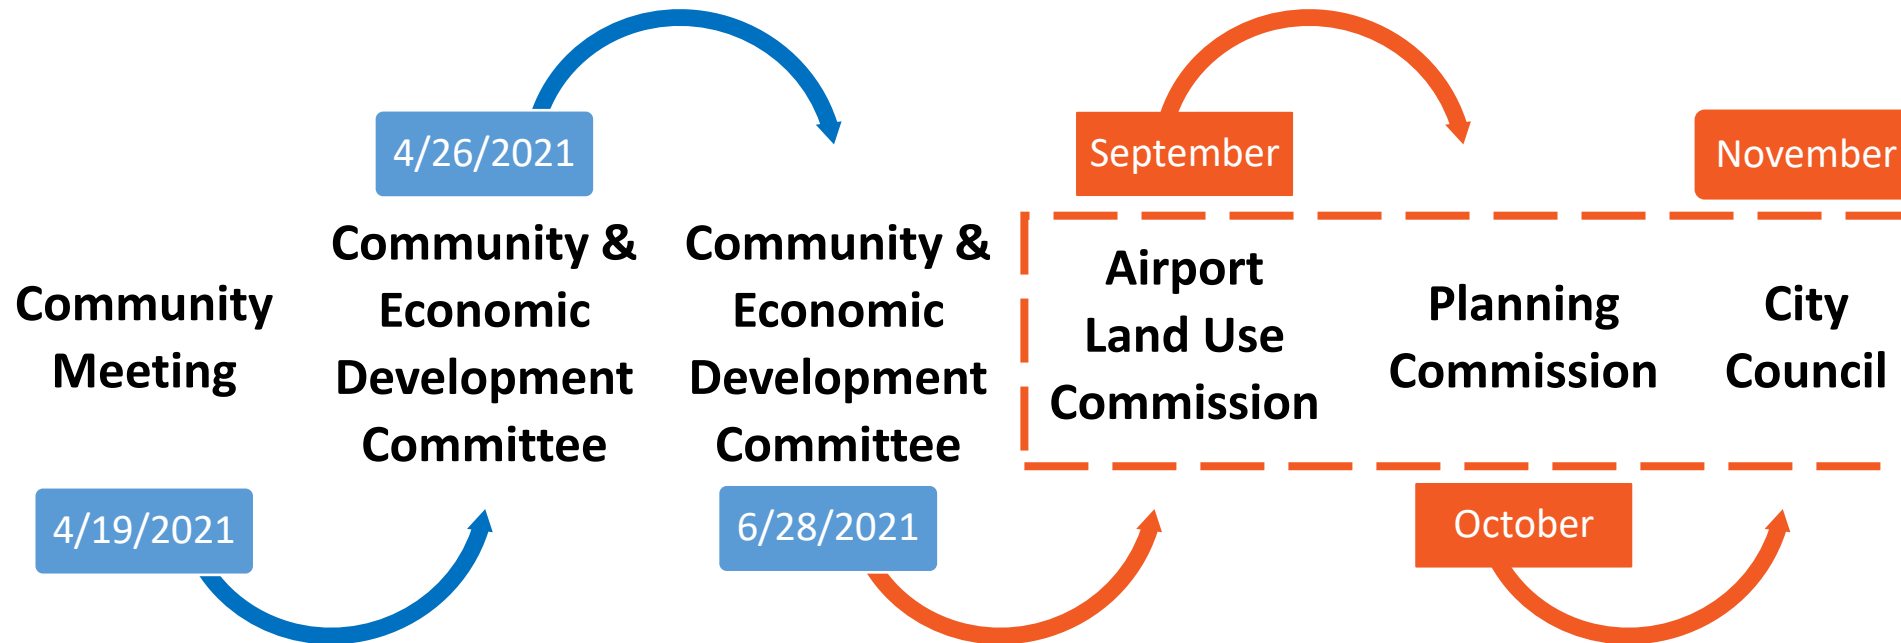 4/19/2021
Community
Meeting
4/26/2021
Community &
Economic
Development
Committee
Community &
Economic
Development
Committee
6/28/2021
September
Airport
Land Use
Commission
Planning
Commission
October
November
City
Council